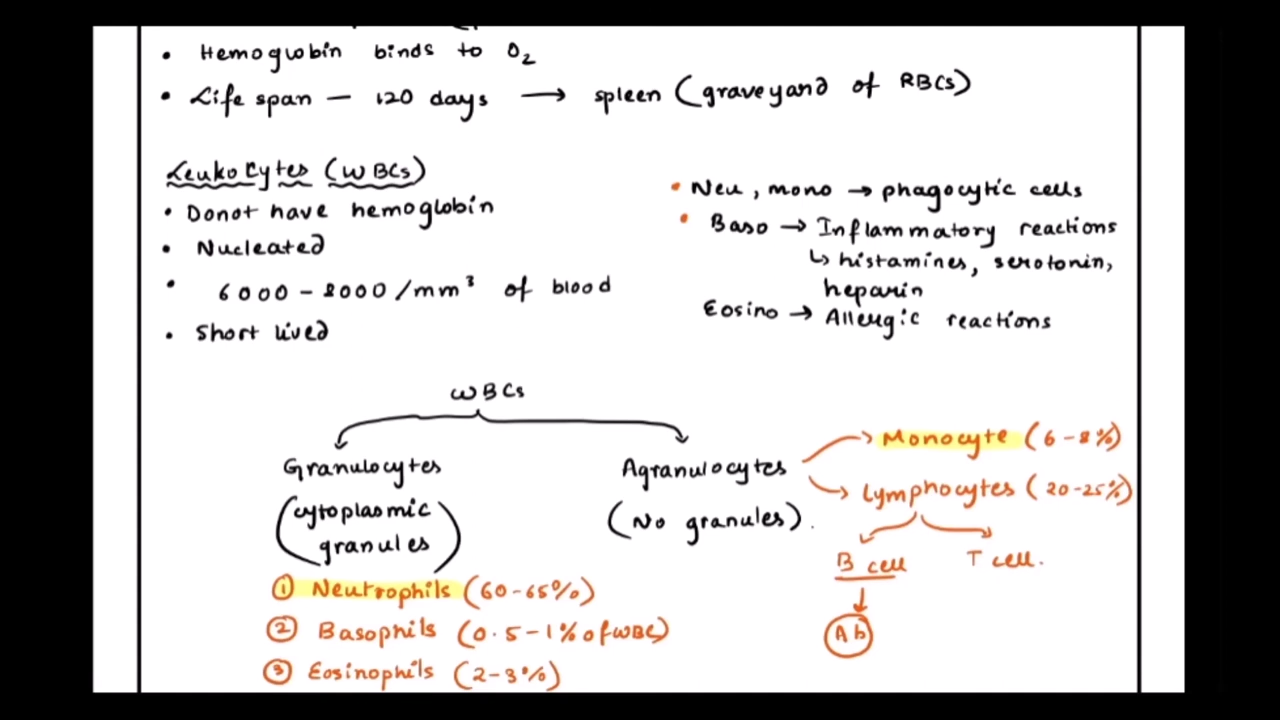 • Hemoglobin binds to O₂
• Life span — 120 days → spleen (graveyard of RBCs)
Leukocytes (WBCs)
• Donot have hemoglobin
• Nucleated
• 6000 - 8000 /mm³ of blood
• Short lived
• Neu, mono → phagocytic cells
• Baso → Inflammatory reactions
↳ histamines, serotonin,
heparin
Eosino → Allergic reactions
WBCs
Granulocytes
(cytoplasmic
granules)
① Neutrophils (60-65%)
② Basophils (0.5-1% of WBC)
③ Eosinophils (2-3%)
Agranulocytes
(No granules).
→ Monocyte (6-8%)
→ Lymphocytes (20-25%)
B cell T cell.
↓
Ab